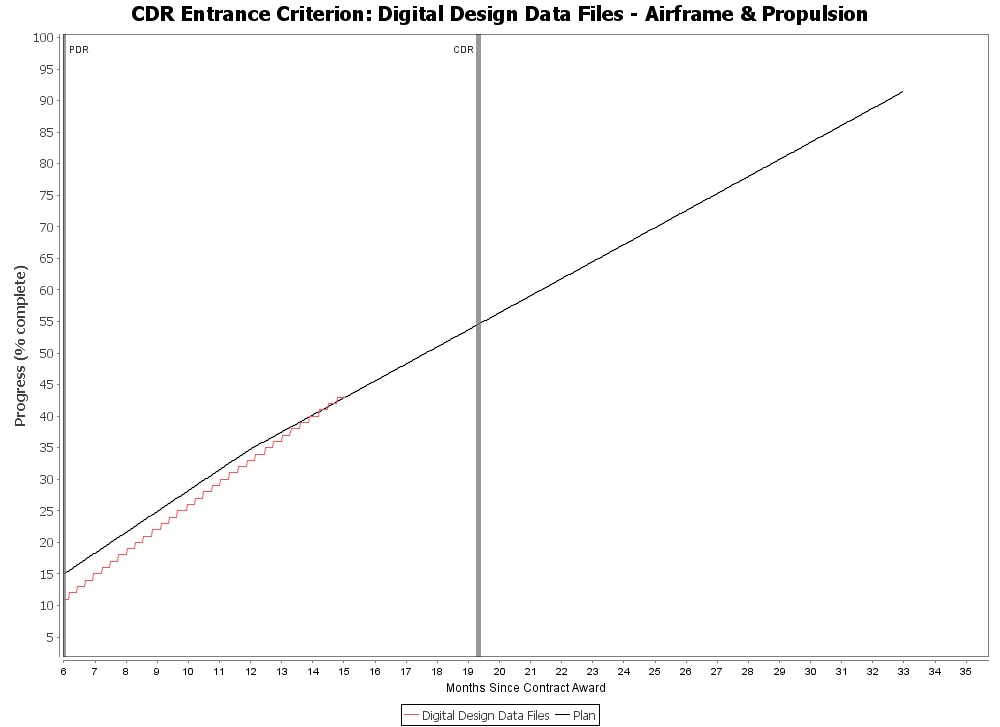 CDR Entrance Criterion: Digital Design Data Files - Airframe & Propulsion
100
95
90
85
80
75
70
65
60
55
50
45
40
35
30
25
20
15
10
5
Progress (% complete)
PDR
CDR
6 7 8 9 10 11 12 13 14 15 16 17 18 19 20 21 22 23 24 25 26 27 28 29 30 31 32 33 34 35
Months Since Contract Award
Digital Design Data Files Plan